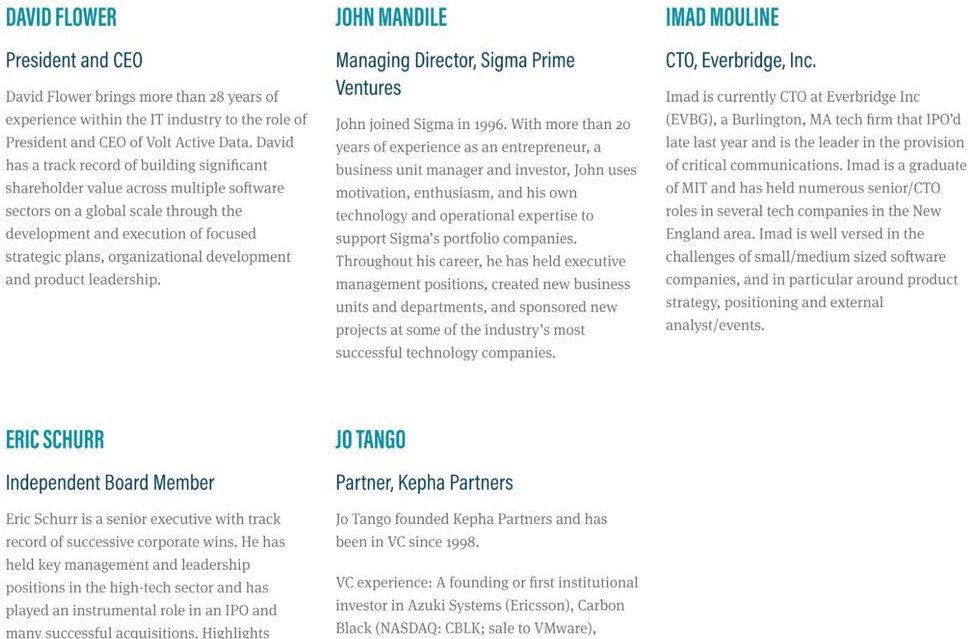 DAVID FLOWER
President and CEO
David Flower brings more than 28 years of
experience within the IT industry to the role of
President and CEO of Volt Active Data. David
has a track record of building significant
shareholder value across multiple software
sectors on a global scale through the
development and execution of focused
strategic plans, organizational development
and product leadership.
JOHN MANDILE
Managing Director, Sigma Prime
Ventures
John joined Sigma in 1996. With more than 20
years of experience as an entrepreneur, a
business unit manager and investor, John uses
motivation, enthusiasm, and his own
technology and operational expertise to
support Sigma’s portfolio companies.
Throughout his career, he has held executive
management positions, created new business
units and departments, and sponsored new
projects at some of the industry’s most
successful technology companies.
IMAD MOULINE
CTO, Everbridge, Inc.
Imad is currently CTO at Everbridge Inc
(EVBG), a Burlington, MA tech firm that IPO’d
late last year and is the leader in the provision
of critical communications. Imad is a graduate
of MIT and has held numerous senior/CTO
roles in several tech companies in the New
England area. Imad is well versed in the
challenges of small/medium sized software
companies, and in particular around product
strategy, positioning and external
analyst/events.
ERIC SCHURR
Independent Board Member
Eric Schurr is a senior executive with track
record of successive corporate wins. He has
held key management and leadership
positions in the high-tech sector and has
played an instrumental role in an IPO and
many successful acquisitions. Highlights
JO TANGO
Partner, Kepha Partners
Jo Tango founded Kepha Partners and has
been in VC since 1998.
VC experience: A founding or first institutional
investor in Azuki Systems (Ericsson), Carbon
Black (NASDAQ: CBLK; sale to VMware),